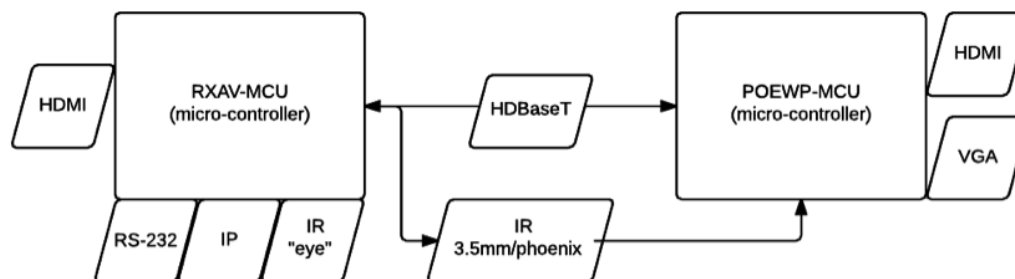 HDMI
RXAV-MCU
(micro-controller)
HDBaseT
POEWP-MCU
(micro-controller)
HDMI
VGA
RS-232
IP
IR
"eye"
IR
3.5mm/phoenix